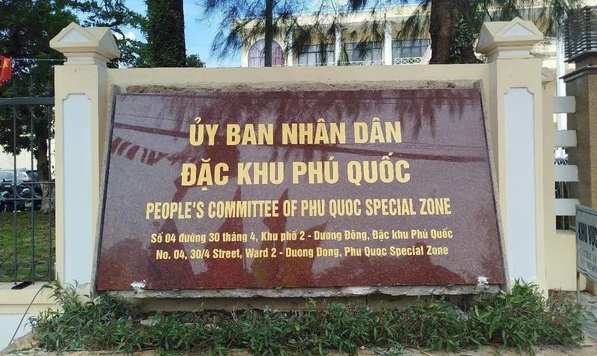 ỦY BAN NHÂN DÂN
ĐẶC KHU PHÚ QUỐC
PEOPLE'S COMMITTEE OF PHU QUOC SPECIAL ZONE
Số 04 đường 30 tháng 4, Khu phố 2 - Dương Đông, Đặc khu Phú Quốc
No. 04, 30/4 Street, Ward 2 - Duong Dong, Phu Quoc Special Zone